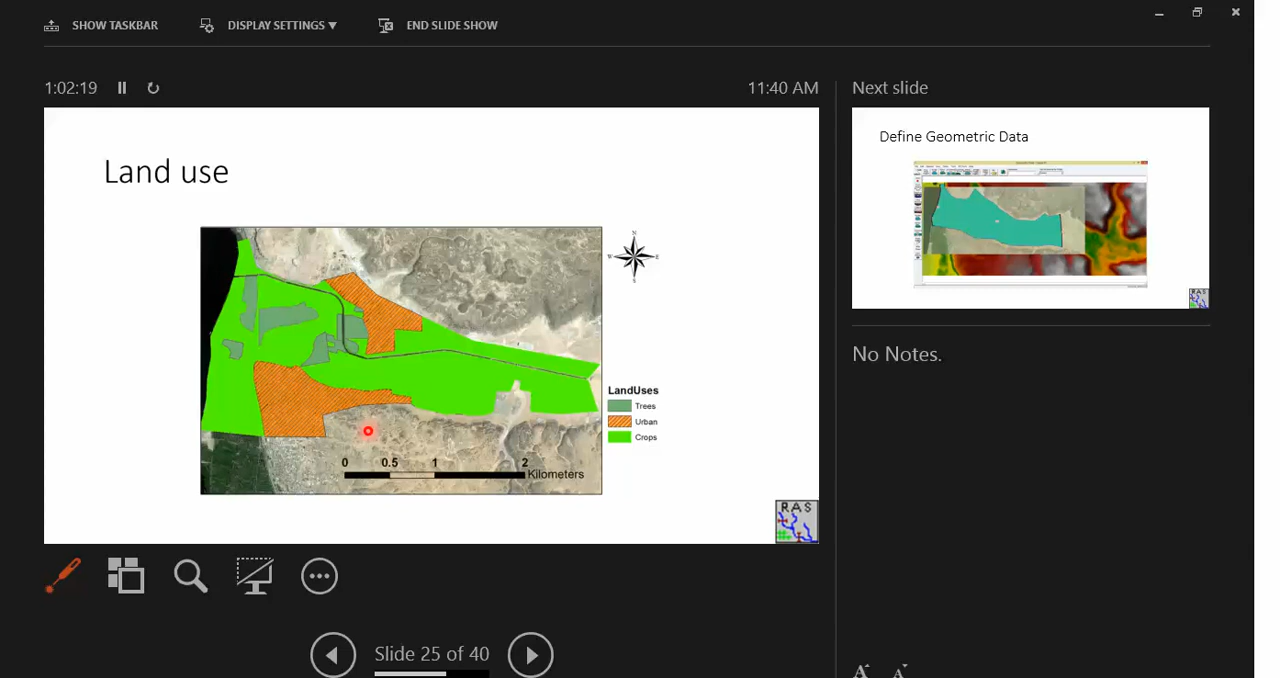 SHOW TASKBAR
DISPLAY SETTINGS ▼
END SLIDE SHOW
1:02:19
11:40 AM
Next slide
Land use
N
W
E
S
LandUses
Trees
Urban
Crops
0 0.5 1 2
Kilometers
RAS
Define Geometric Data
RAS
No Notes.
Slide 25 of 40
A A